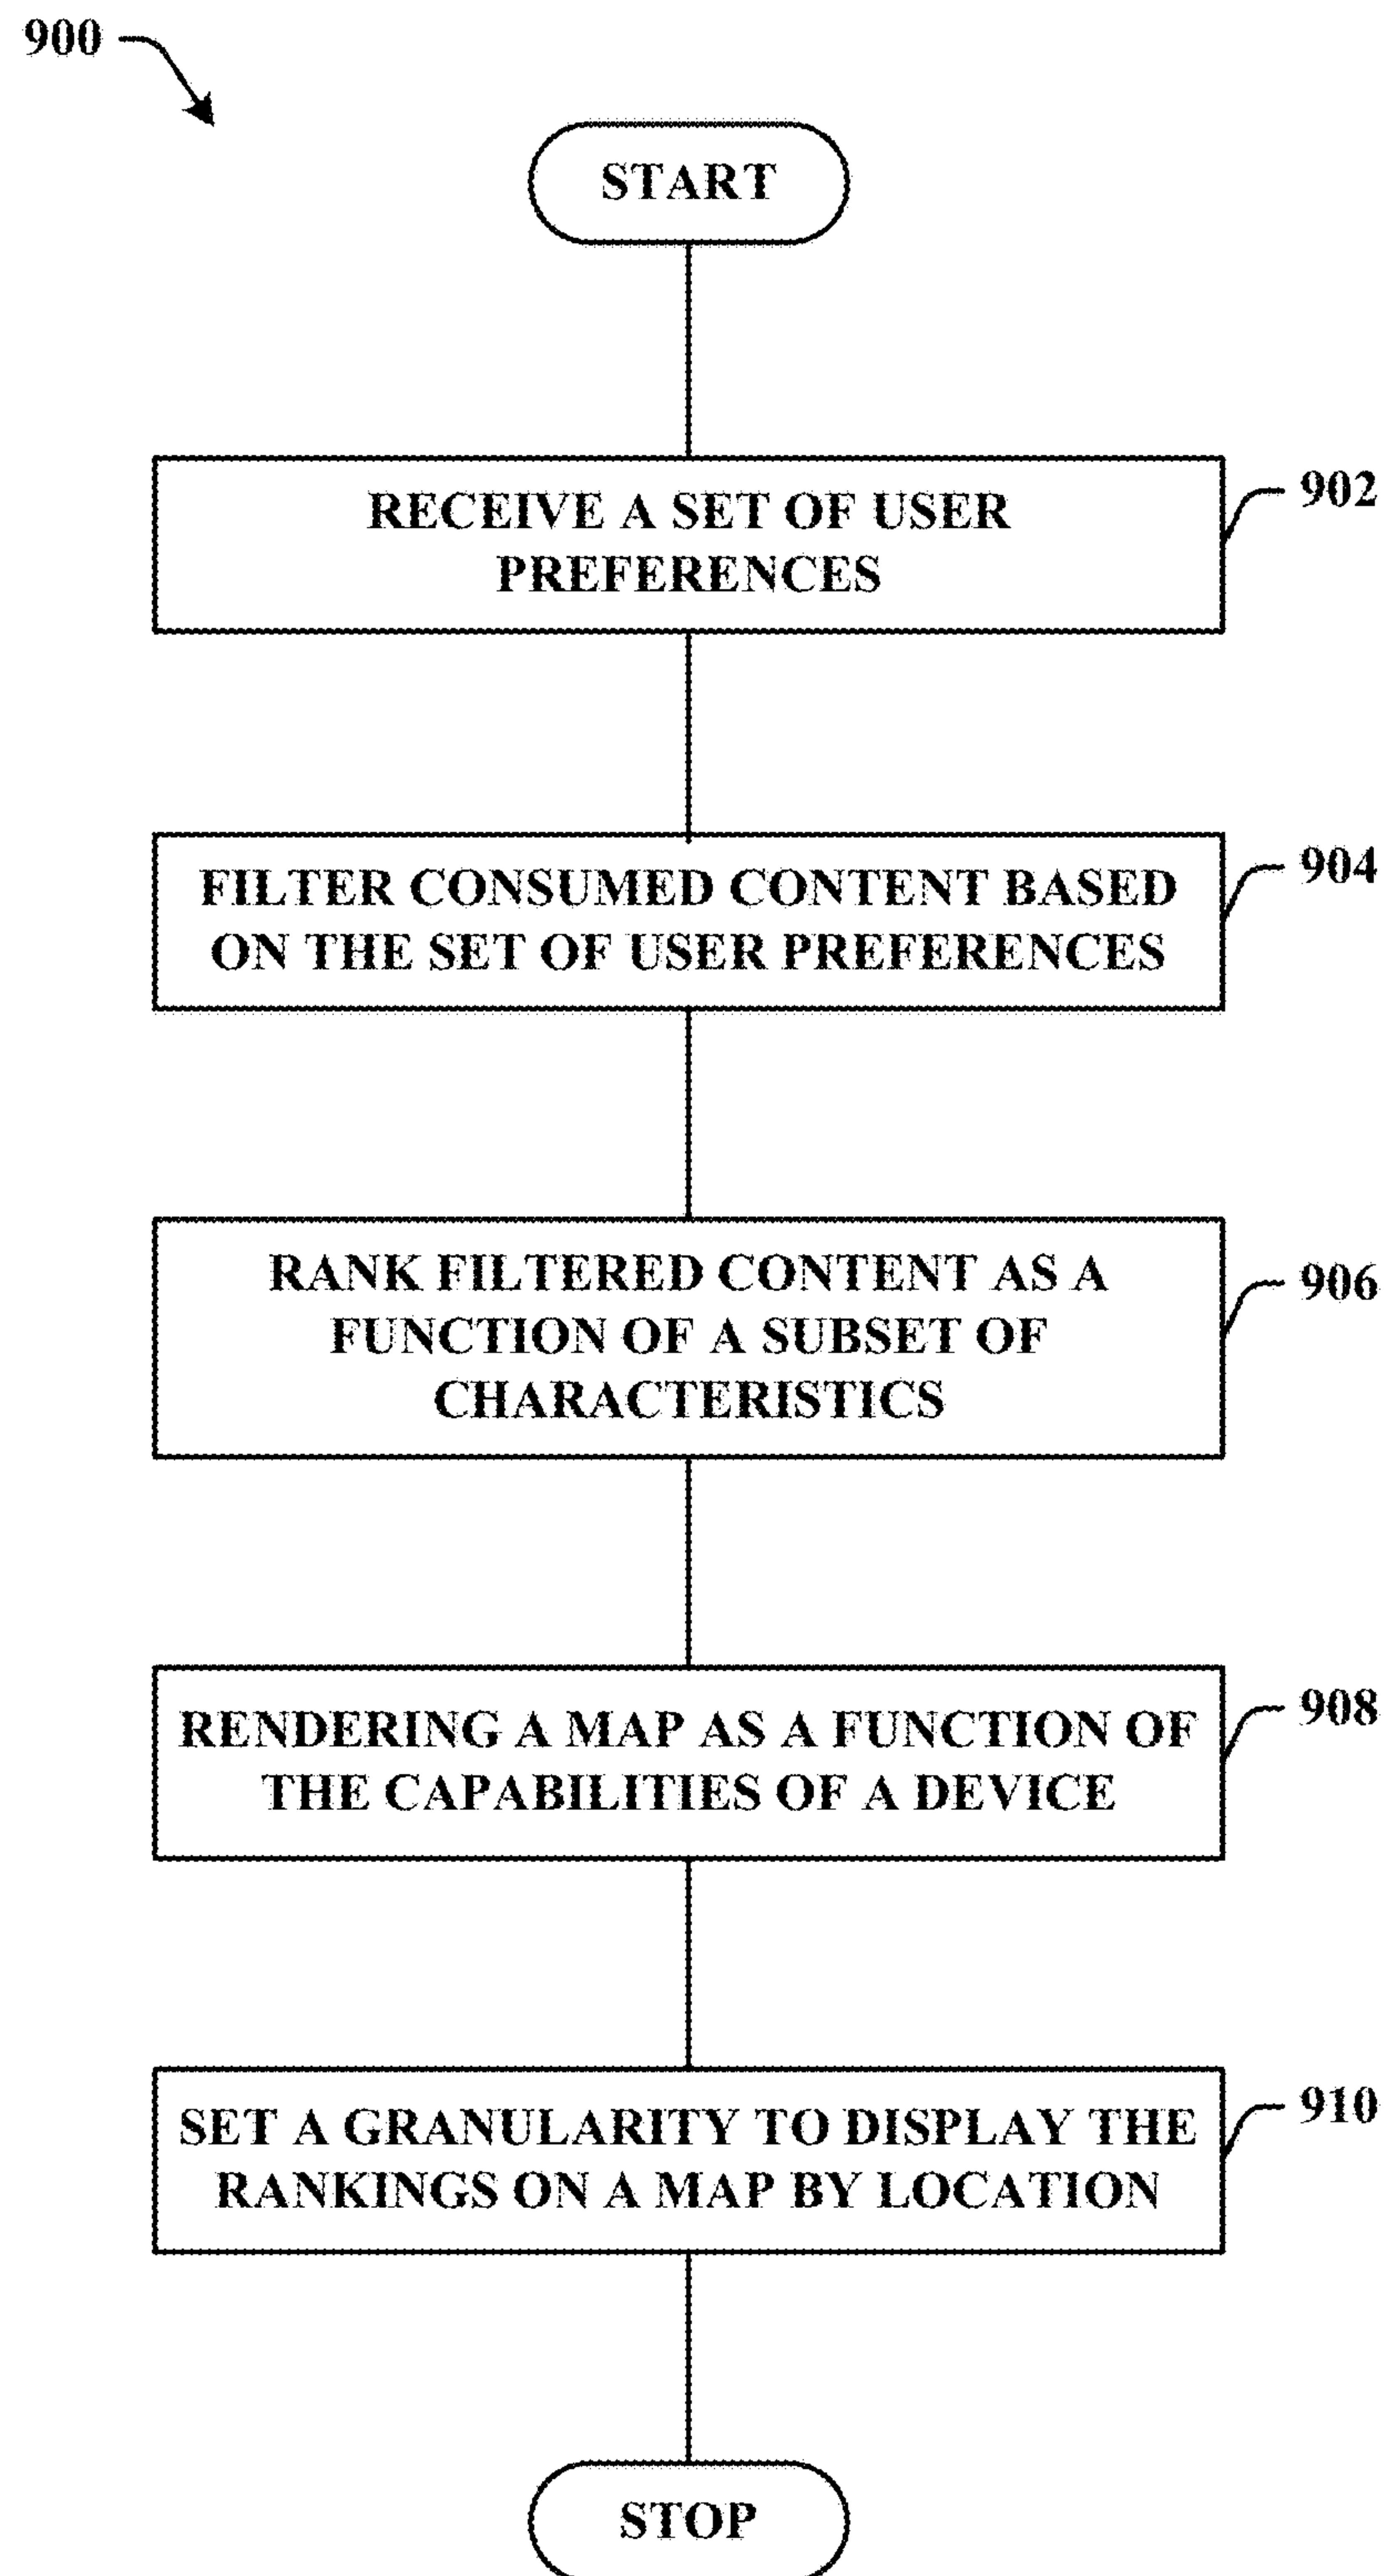 900
START
RECEIVE A SET OF USER
PREFERENCES
902
FILTER CONSUMED CONTENT BASED
ON THE SET OF USER PREFERENCES
904
RANK FILTERED CONTENT AS A
FUNCTION OF A SUBSET OF
CHARACTERISTICS
906
RENDERING A MAP AS A FUNCTION OF
THE CAPABILITIES OF A DEVICE
908
SET A GRANULARITY TO DISPLAY THE
RANKINGS ON A MAP BY LOCATION
910
STOP